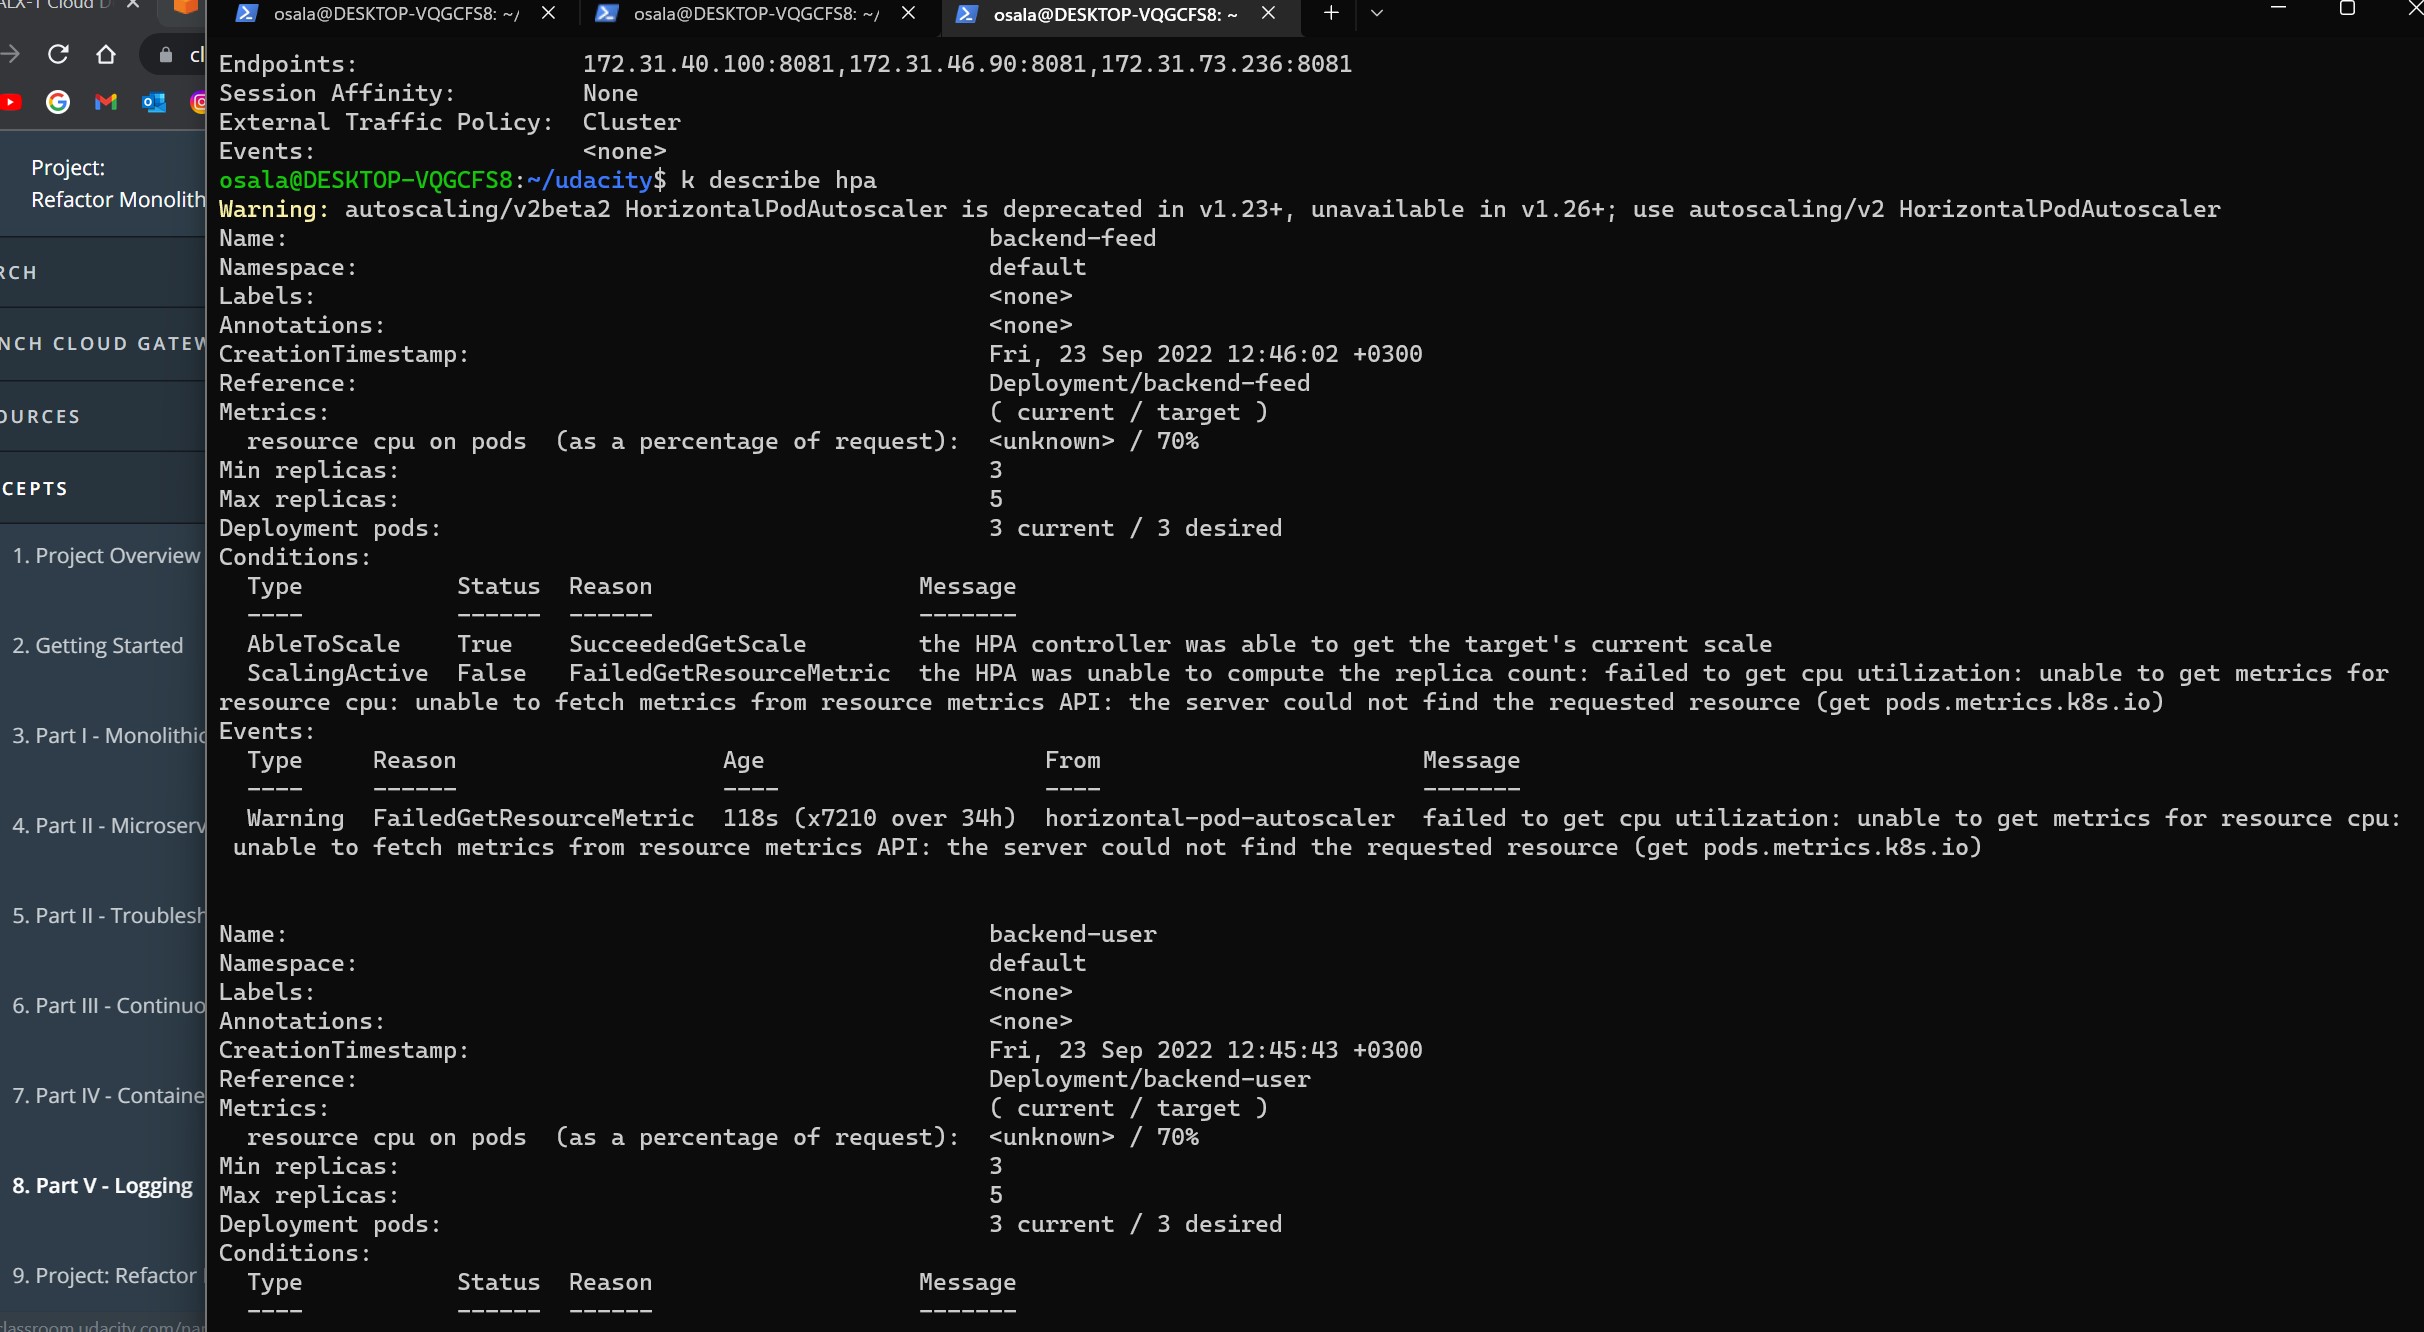 osala@DESKTOP-VQGCFS8: ~/
osala@DESKTOP-VQGCFS8: ~/
osala@DESKTOP-VQGCFS8: ~
Project:
Refactor Monolith
CEPTS
1. Project Overview
2. Getting Started
3. Part I - Monolithic
4. Part II - Microserv
5. Part II - Troublesh
6. Part III - Continuo
7. Part IV - Containe
8. Part V - Logging
9. Project: Refactor
Endpoints: 172.31.40.100:8081,172.31.46.90:8081,172.31.73.236:8081
Session Affinity: None
External Traffic Policy: Cluster
Events: <none>
osala@DESKTOP-VQGCFS8:~/udacity$ k describe hpa
Warning: autoscaling/v2beta2 HorizontalPodAutoscaler is deprecated in v1.23+, unavailable in v1.26+; use autoscaling/v2 HorizontalPodAutoscaler
Name: backend-feed
Namespace: default
Labels: <none>
Annotations: <none>
CreationTimestamp: Fri, 23 Sep 2022 12:46:02 +0300
Reference: Deployment/backend-feed
Metrics: ( current / target )
resource cpu on pods (as a percentage of request): <unknown> / 70%
Min replicas: 3
Max replicas: 5
Deployment pods: 3 current / 3 desired
Conditions:
Type Status Reason Message
---- ------ ------ -------
AbleToScale True SucceededGetScale the HPA controller was able to get the target's current scale
ScalingActive False FailedGetResourceMetric the HPA was unable to compute the replica count: failed to get cpu utilization: unable to get metrics for
resource cpu: unable to fetch metrics from resource metrics API: the server could not find the requested resource (get pods.metrics.k8s.io)
Events:
Type Reason Age From Message
---- ------ ---- ---- -------
Warning FailedGetResourceMetric 118s (x7210 over 34h) horizontal-pod-autoscaler failed to get cpu utilization: unable to get metrics for resource cpu:
unable to fetch metrics from resource metrics API: the server could not find the requested resource (get pods.metrics.k8s.io)
Name: backend-user
Namespace: default
Labels: <none>
Annotations: <none>
CreationTimestamp: Fri, 23 Sep 2022 12:45:43 +0300
Reference: Deployment/backend-user
Metrics: ( current / target )
resource cpu on pods (as a percentage of request): <unknown> / 70%
Min replicas: 3
Max replicas: 5
Deployment pods: 3 current / 3 desired
Conditions:
Type Status Reason Message
---- ------ ------ -------